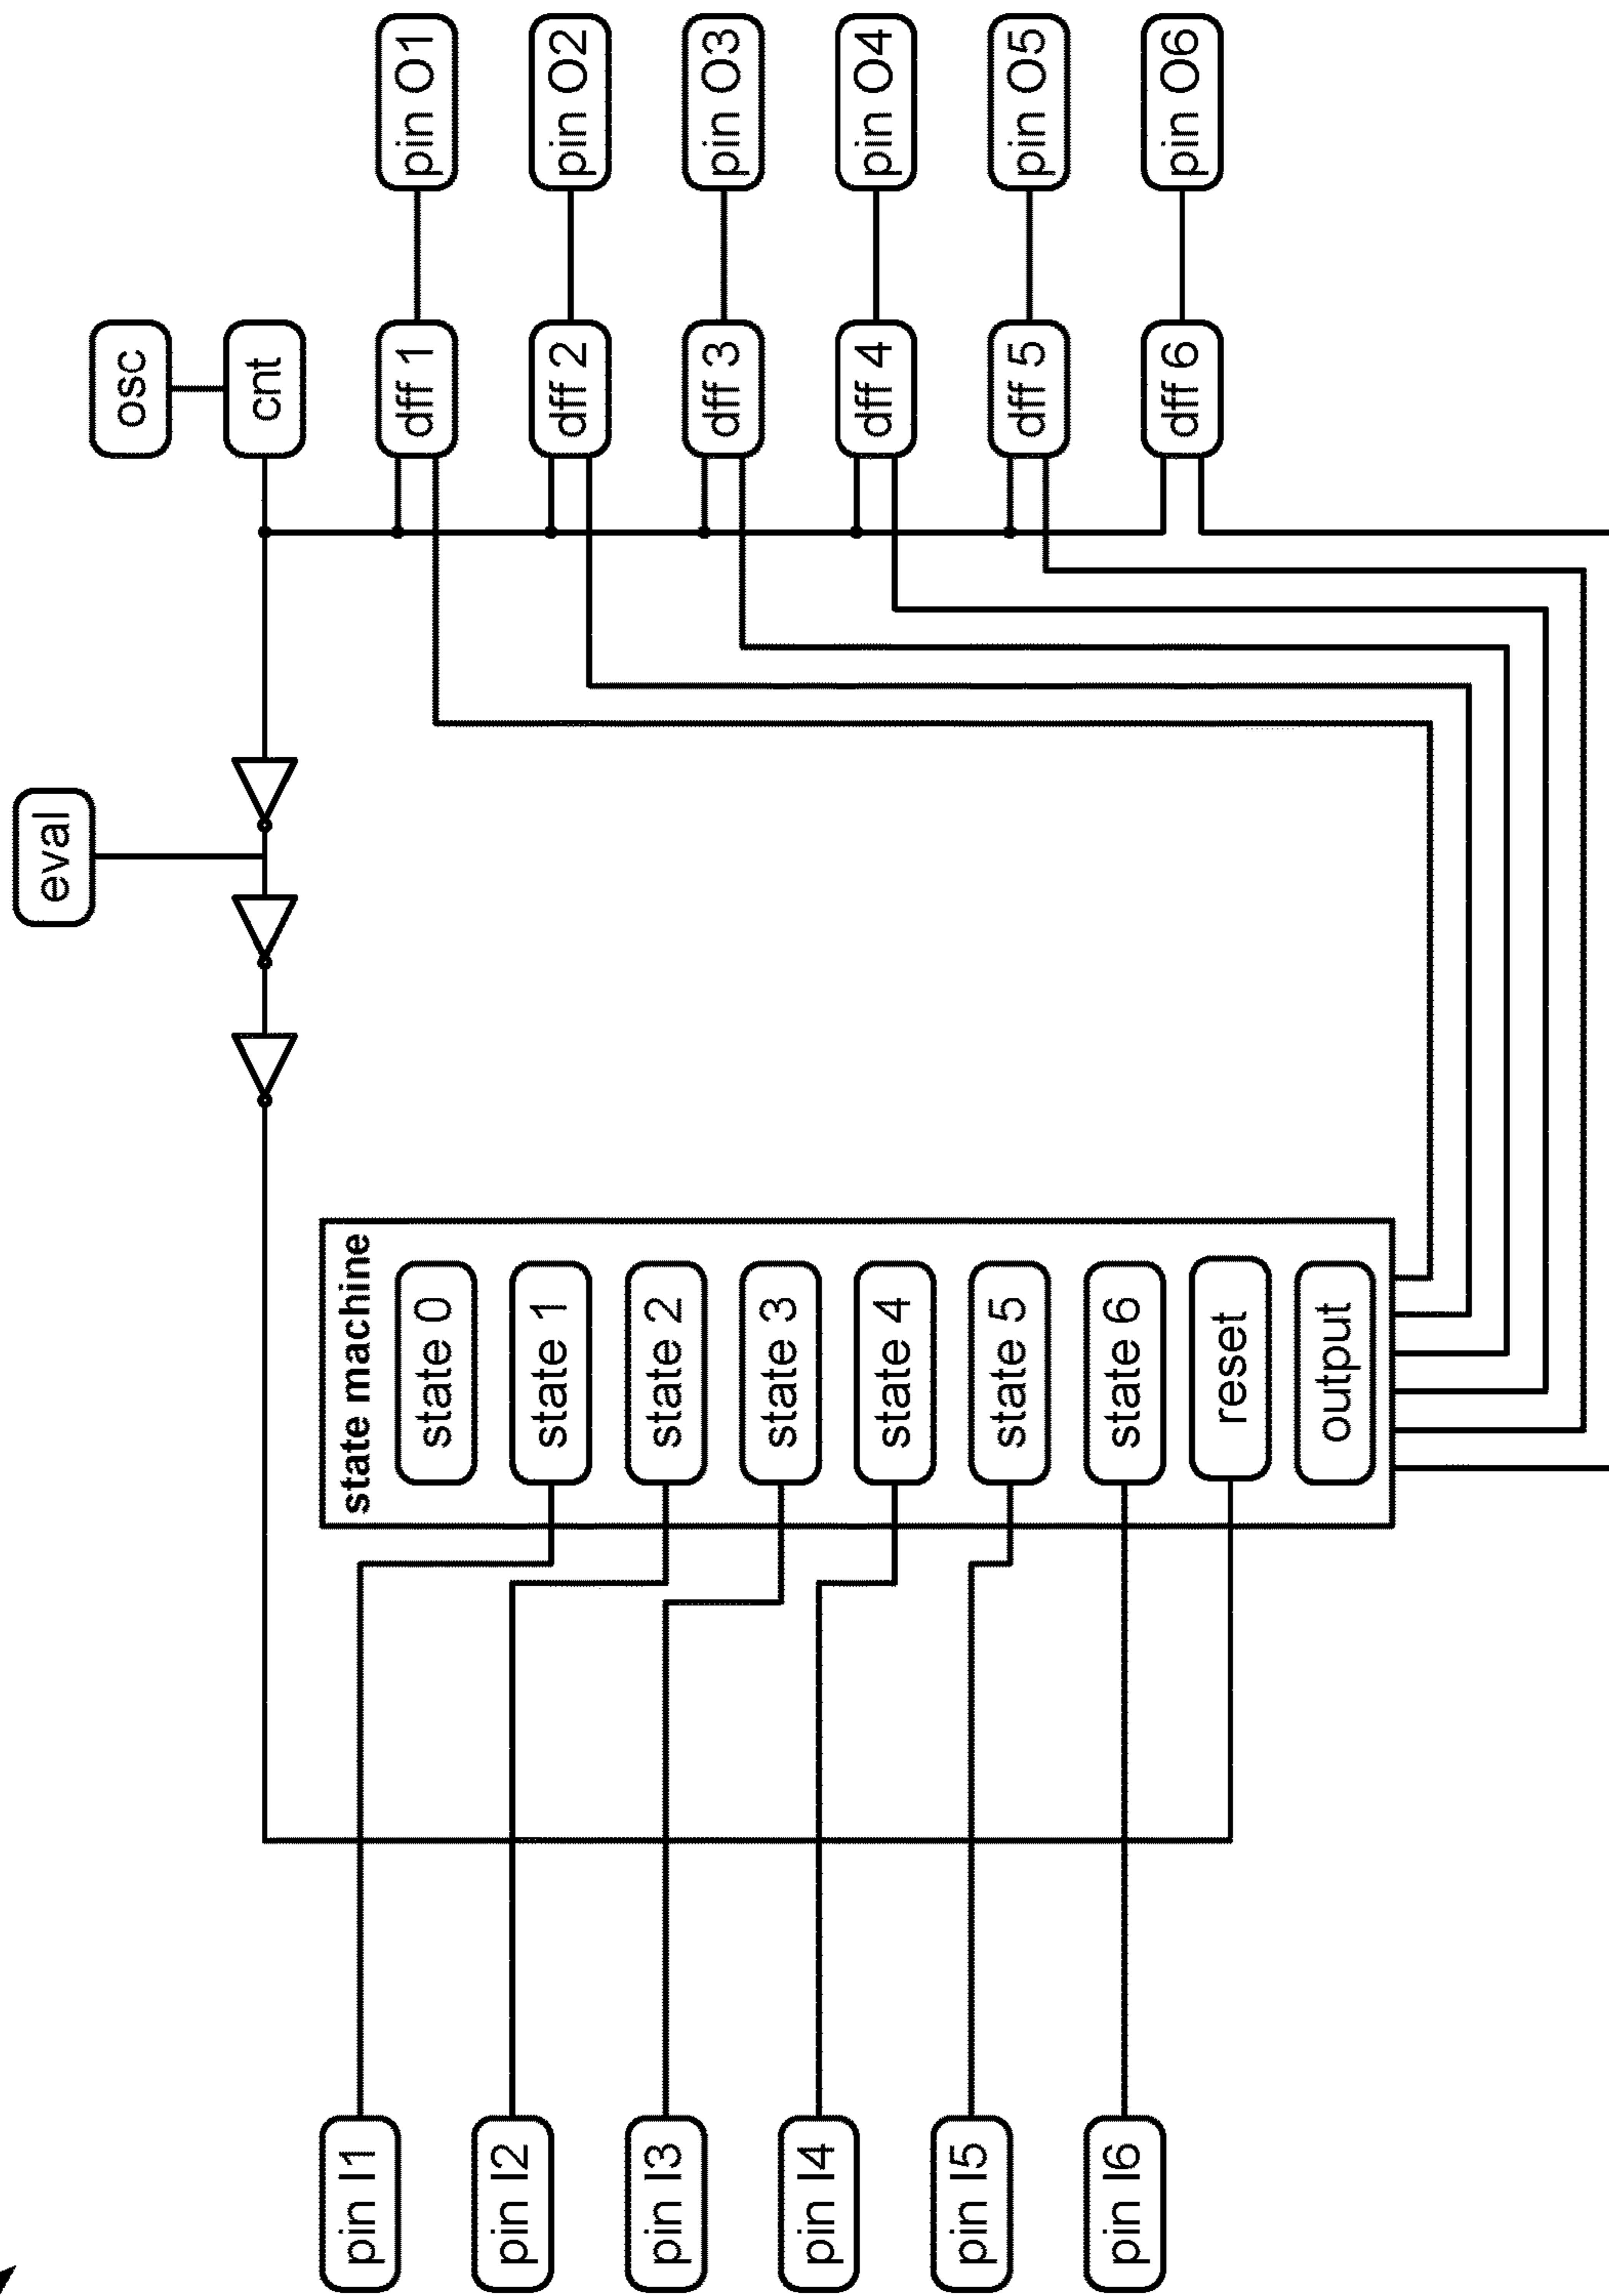 eval
osc
cnt
dff 1
pin O1
dff 2
pin O2
dff 3
pin O3
dff 4
pin O4
dff 5
pin O5
dff 6
pin O6
state machine
state 0
state 1
state 2
state 3
state 4
state 5
state 6
reset
output
pin I1
pin I2
pin I3
pin I4
pin I5
pin I6